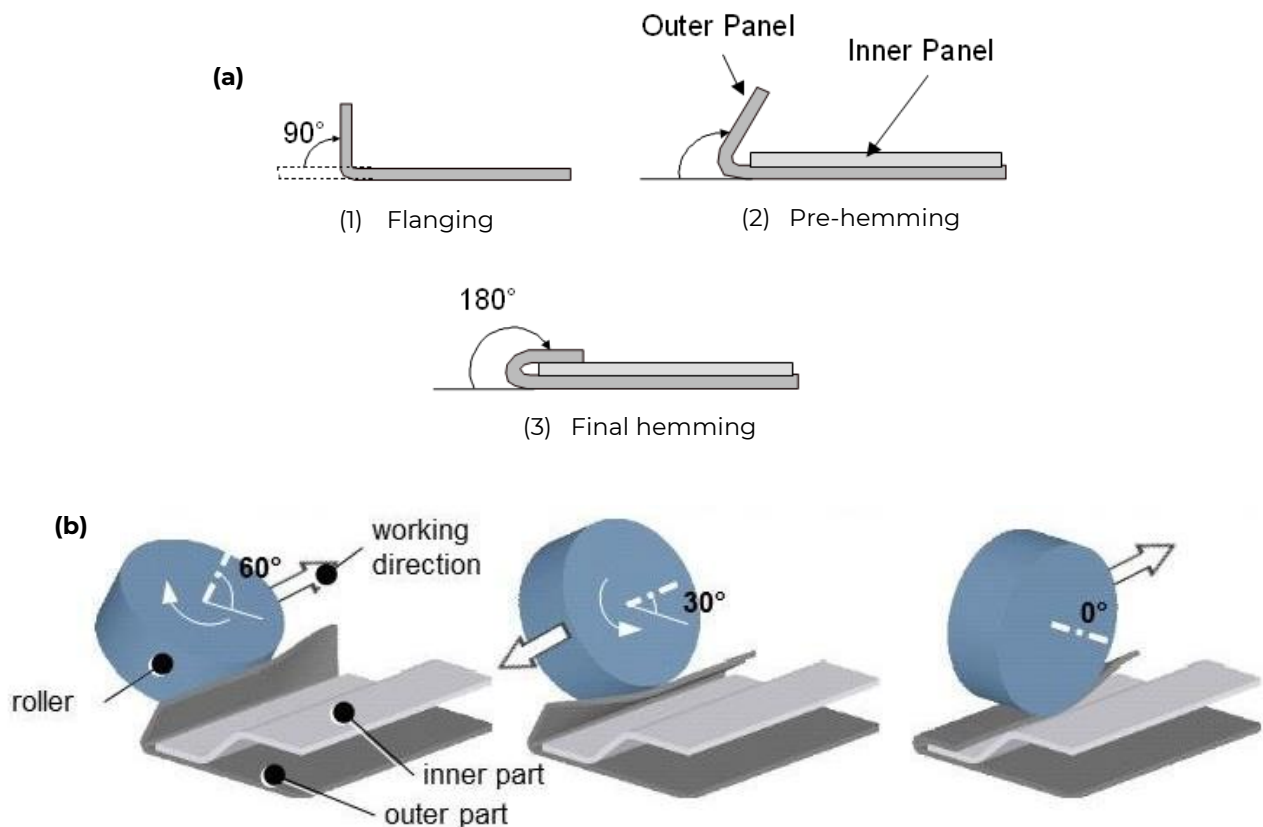 (a)
90°
(1) Flanging
Outer Panel
Inner Panel
(2) Pre-hemming
180°
(3) Final hemming
(b)
60°
working
direction
roller
inner part
outer part
30°
0°